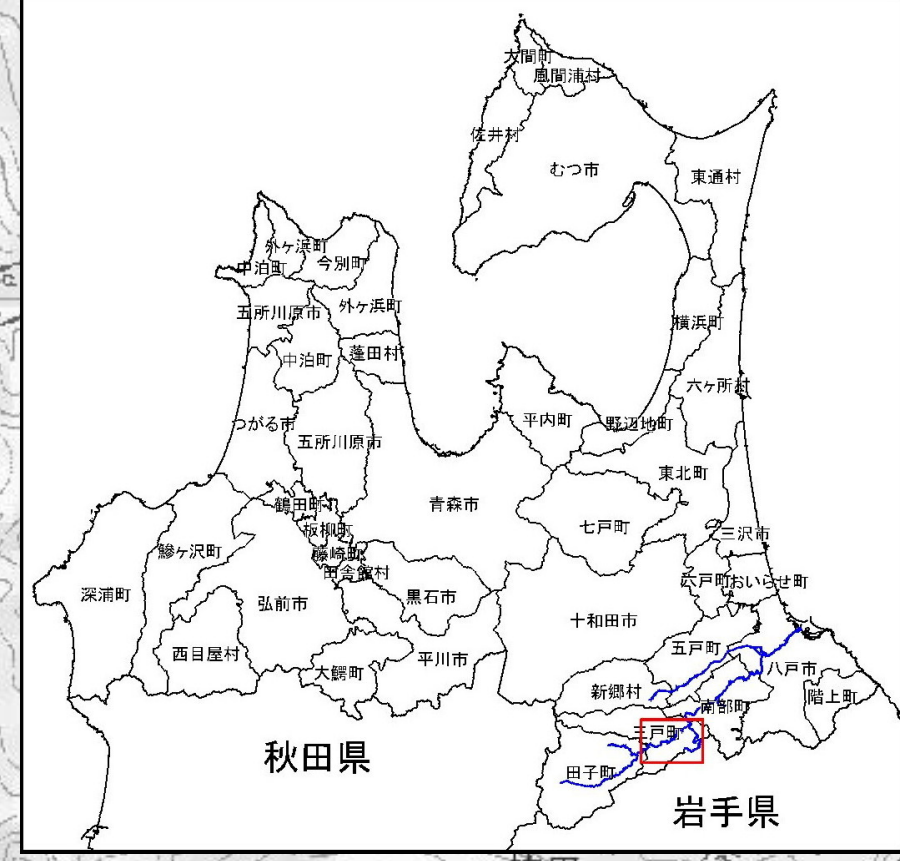 大間町
風間浦村
佐井村
むつ市
東通村
外ヶ浜町
中泊町
今別町
五所川原市
外ヶ浜町
横浜町
中泊町
蓬田村
六ヶ所村
つがる市
五所川原市
平内町
野辺地町
東北町
鶴田町
青森市
板柳町
七戸町
三沢市
鰺ヶ沢町
藤崎町
田舎館村
六戸町
おいらせ町
深浦町
弘前市
黒石市
十和田市
西目屋村
大鰐町
平川市
五戸町
八戸市
新郷村
南部町
階上町
三戸町
田子町
秋田県
岩手県